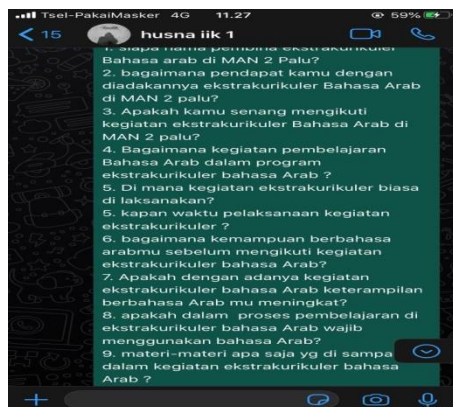 Tsel-PakaiMasker 4G 11.27 59%
15 husna iik 1
1. siapa nama pembina ekstrakurikuler
Bahasa arab di MAN 2 Palu?
2. bagaimana pendapat kamu dengan
diadakannya ekstrakurikuler Bahasa Arab
di MAN 2 palu?
3. Apakah kamu senang mengikuti
kegiatan ekstrakurikuler Bahasa Arab di
MAN 2 palu?
4. Bagaimana kegiatan pembelajaran
Bahasa Arab dalam program
ekstrakurikuler bahasa Arab ?
5. Di mana kegiatan ekstrakurikuler biasa
di laksanakan?
5. kapan waktu pelaksanaan kegiatan
ekstrakurikuler ?
6. bagaimana kemampuan berbahasa
arabmu sebelum mengikuti kegiatan
ekstrakurikuler bahasa Arab?
7. Apakah dengan adanya kegiatan
ekstrakurikuler bahasa Arab keterampilan
berbahasa Arab mu meningkat?
8. apakah dalam proses pembelajaran di
ekstrakurikuler bahasa Arab wajib
menggunakan bahasa Arab?
9. materi-materi apa saja yg di sampa
dalam kegiatan ekstrakurikuler bahasa
Arab ?